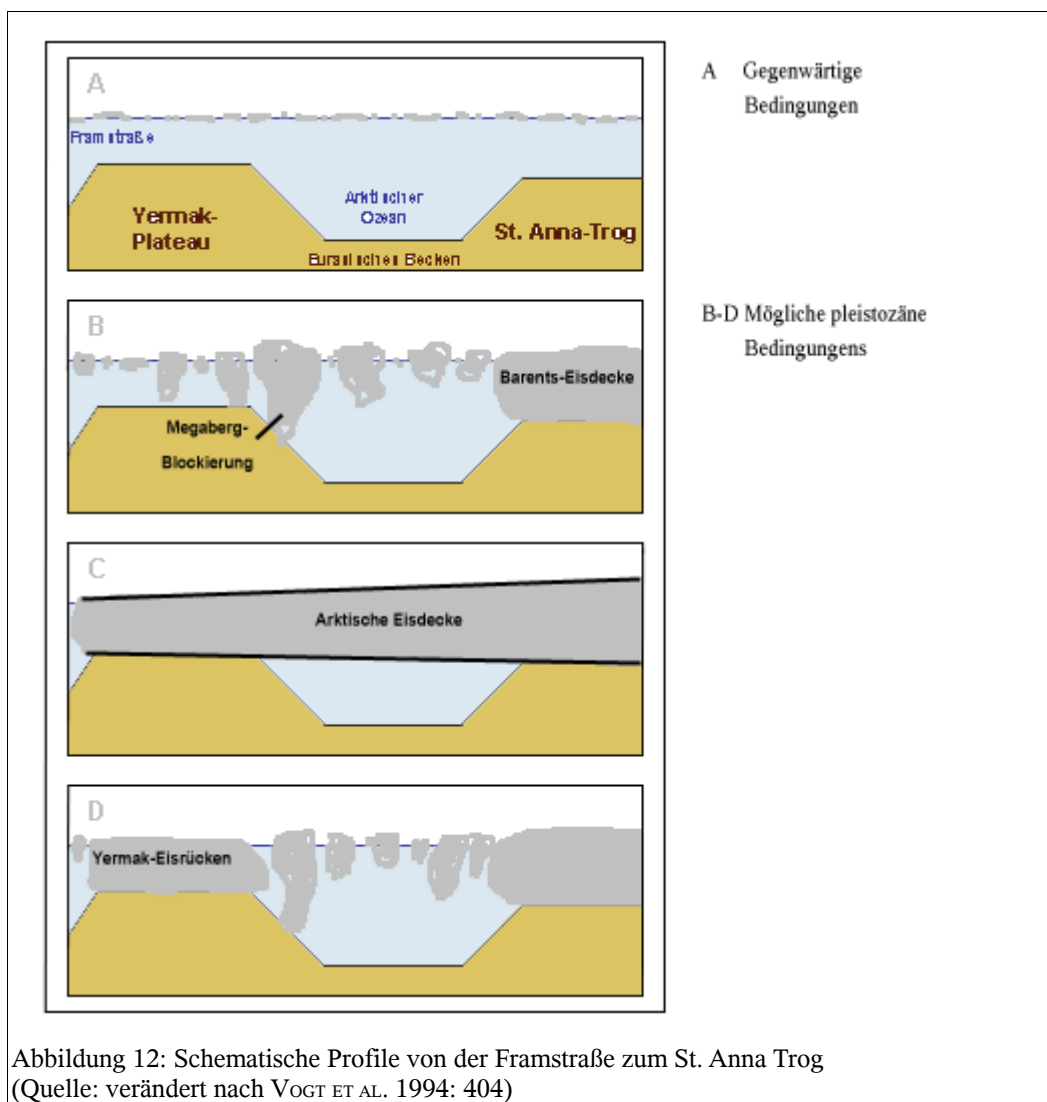 A
Framstraße
Arktischer
Ozean
Yermak-
Plateau
St. Anna-Trog
Eurasisches Becken
A Gegenwärtige
Bedingungen
B
Barents-Eisdecke
Megaberg-
Blockierung
B-D Mögliche pleistozäne
Bedingungens
C
Arktische Eisdecke
D
Yermak-Eisrücken
Abbildung 12: Schematische Profile von der Framstraße zum St. Anna Trog
(Quelle: verändert nach VOGT ET AL. 1994: 404)